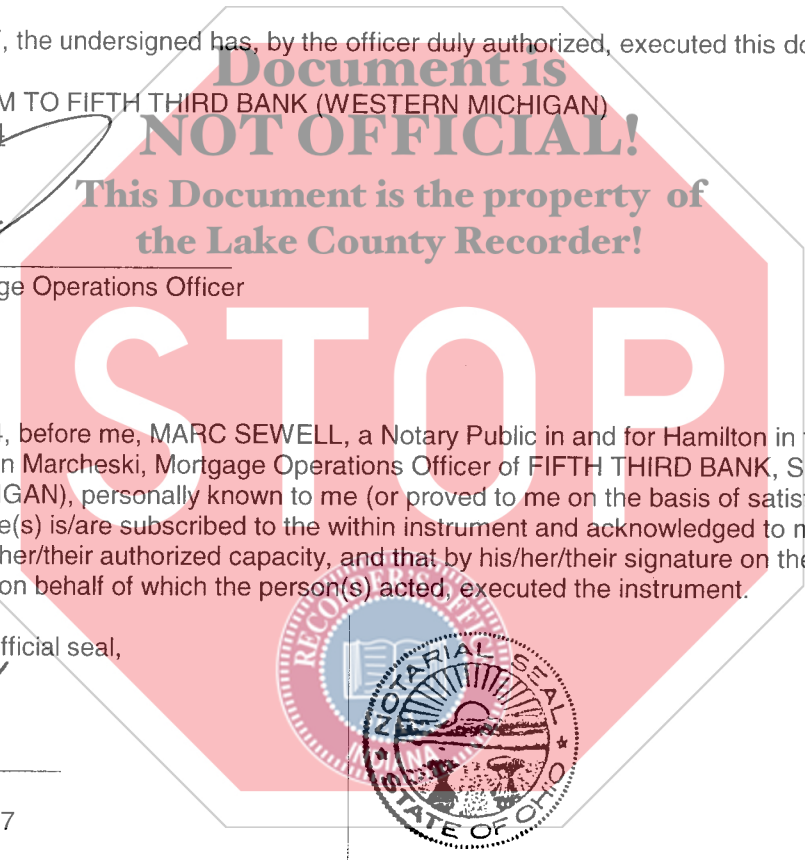 , the undersigned has, by the officer duly authorized, executed this do
Document is
M TO FIFTH THIRD BANK (WESTERN MICHIGAN)
NOT OFFICIAL!
This Document is the property of
the Lake County Recorder!
ge Operations Officer
STOP
, before me, MARC SEWELL, a Notary Public in and for Hamilton in
n Marcheski, Mortgage Operations Officer of FIFTH THIRD BANK, S
IGAN), personally known to me (or proved to me on the basis of satis
e(s) is/are subscribed to the within instrument and acknowledged to m
her/their authorized capacity, and that by his/her/their signature on the
on behalf of which the person(s) acted, executed the instrument.
RECORDER'S OFFIC
INDIANA
fficial seal,
NOTARIAL SEAL
STATE OF OHIO
7